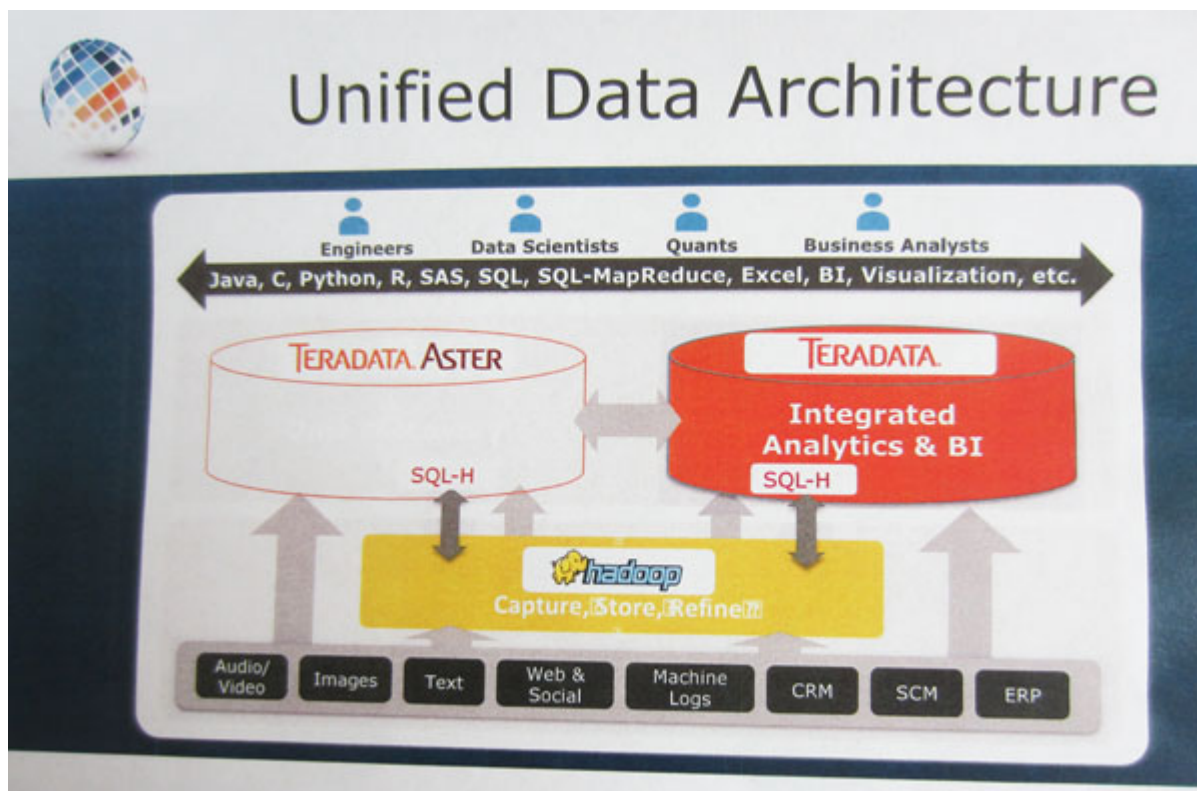 Unified Data Architecture
Engineers
Data Scientists
Quants
Business Analysts
Java, C, Python, R, SAS, SQL, SQL-MapReduce, Excel, BI, Visualization, etc.
TERADATA ASTER
TERADATA
Integrated
Analytics & BI
SQL-H
SQL-H
hadoop
Capture, Store, Refine
Audio/
Video
Images
Text
Web &
Social
Machine
Logs
CRM
SCM
ERP